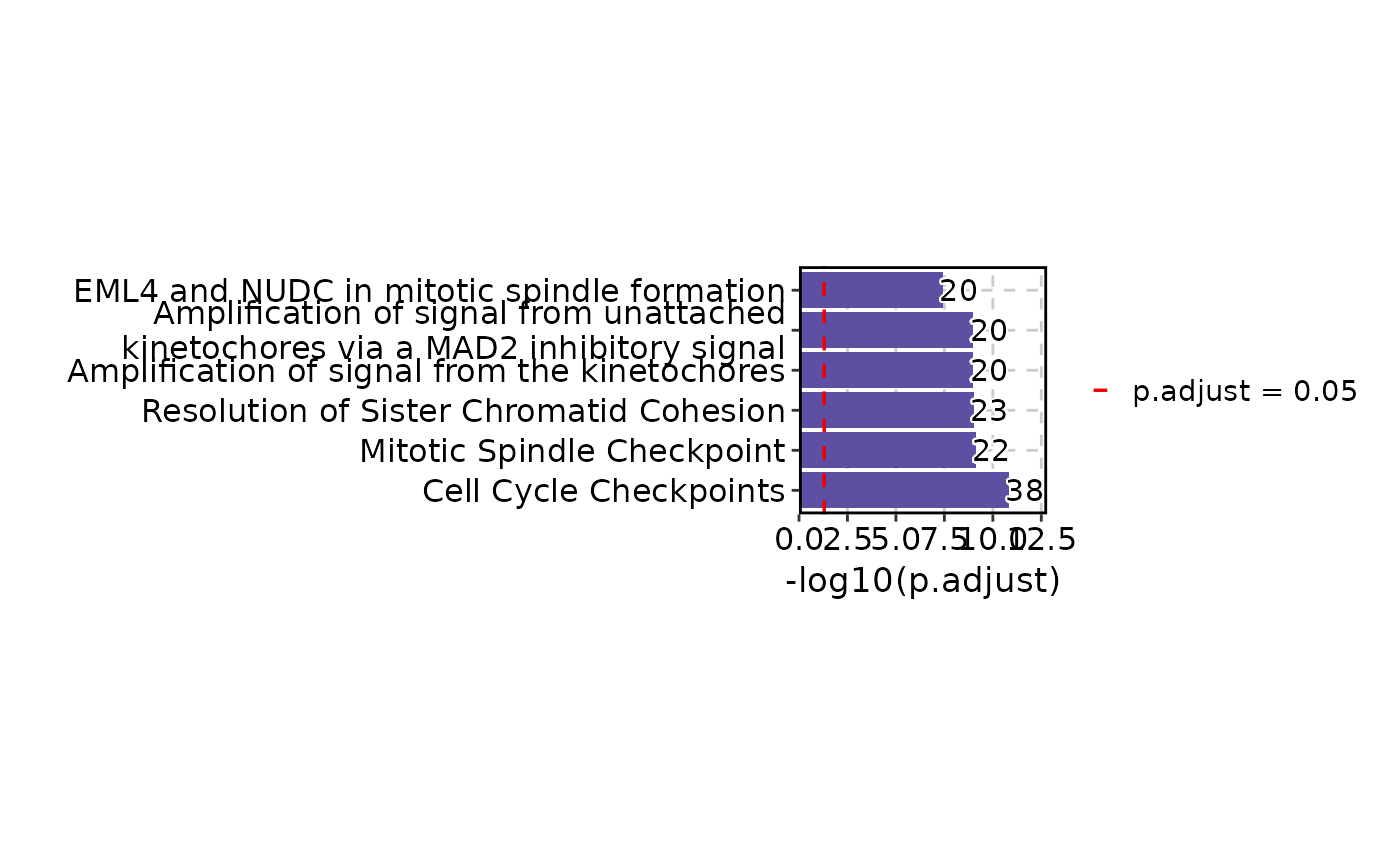 EML4 and NUDC in mitotic spindle formation
20
Amplification of signal from unattached
kinetochores via a MAD2 inhibitory signal
20
Amplification of signal from the kinetochores
20
Resolution of Sister Chromatid Cohesion
23
Mitotic Spindle Checkpoint
22
Cell Cycle Checkpoints
38
0.0 2.5 5.0 7.5 10.0 12.5
-log10(p.adjust)
p.adjust = 0.05